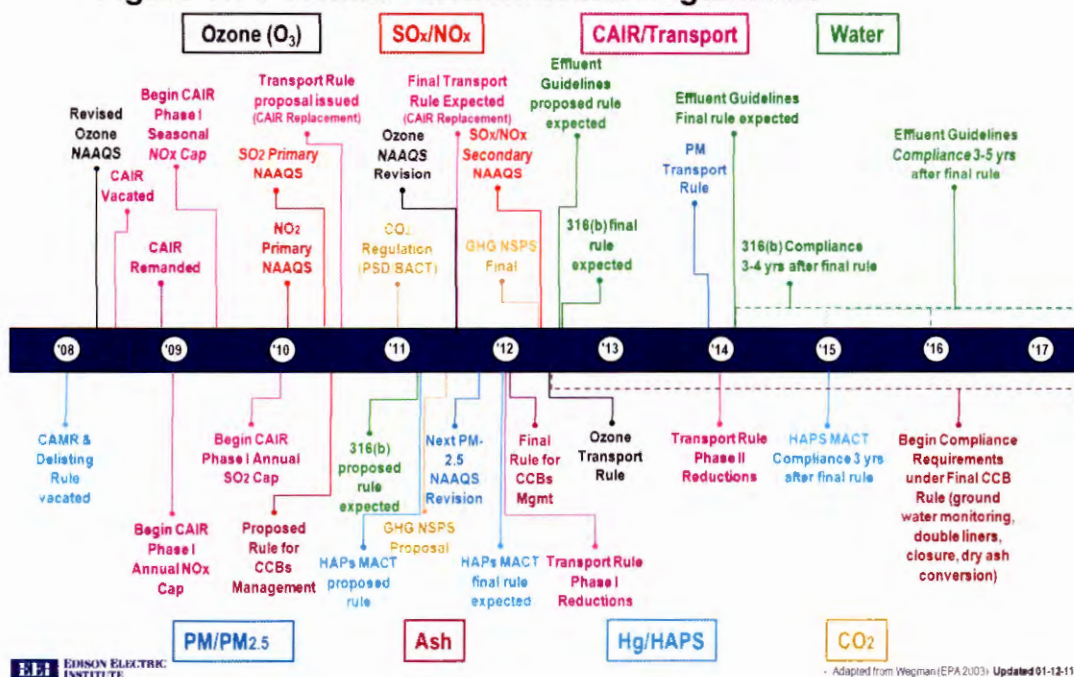 Ozone (O3)
SOx/NOx
CAIR/Transport
Water
Revised
Ozone
NAAQS
CAIR
Vacated
Begin CAIR
Phase I
Seasonal
NOx Cap
CAIR
Remanded
SO2 Primary
NAAQS
NO2
Primary
NAAQS
Transport Rule
proposal issued
(CAIR Replacement)
Ozone
NAAQS
Revision
CO2
Regulation
(PSD/BACT)
Final Transport
Rule Expected
(CAIR Replacement)
SOx/NOx
Secondary
NAAQS
GHG NSPS
Final
Effluent
Guidelines
proposed rule
expected
316(b) final
rule
expected
PM
Transport
Rule
Effluent Guidelines
Final rule expected
316(b) Compliance
3-4 yrs after final rule
Effluent Guidelines
Compliance 3-5 yrs
after final rule
'08
'09
'10
'11
'12
'13
'14
'15
'16
'17
CAMR &
Delisting
Rule
vacated
Begin CAIR
Phase I
Annual NOx
Cap
Begin CAIR
Phase I Annual
SO2 Cap
Proposed
Rule for
CCBs
Management
316(b)
proposed
rule
expected
HAPs MACT
proposed
rule
GHG NSPS
Proposal
Next PM-
2.5
NAAQS
Revision
HAPs MACT
final rule
expected
Final
Rule for
CCBs
Mgmt
Transport Rule
Phase I
Reductions
Ozone
Transport
Rule
Transport Rule
Phase II
Reductions
HAPS MACT
Compliance 3 yrs
after final rule
Begin Compliance
Requirements
under Final CCB
Rule (ground
water monitoring,
double liners,
closure, dry ash
conversion)
PM/PM2.5
Ash
Hg/HAPS
CO2
EEI EDISON ELECTRIC
INSTITUTE
- Adapted from Wegman (EPA 2003) Updated 01-12-11